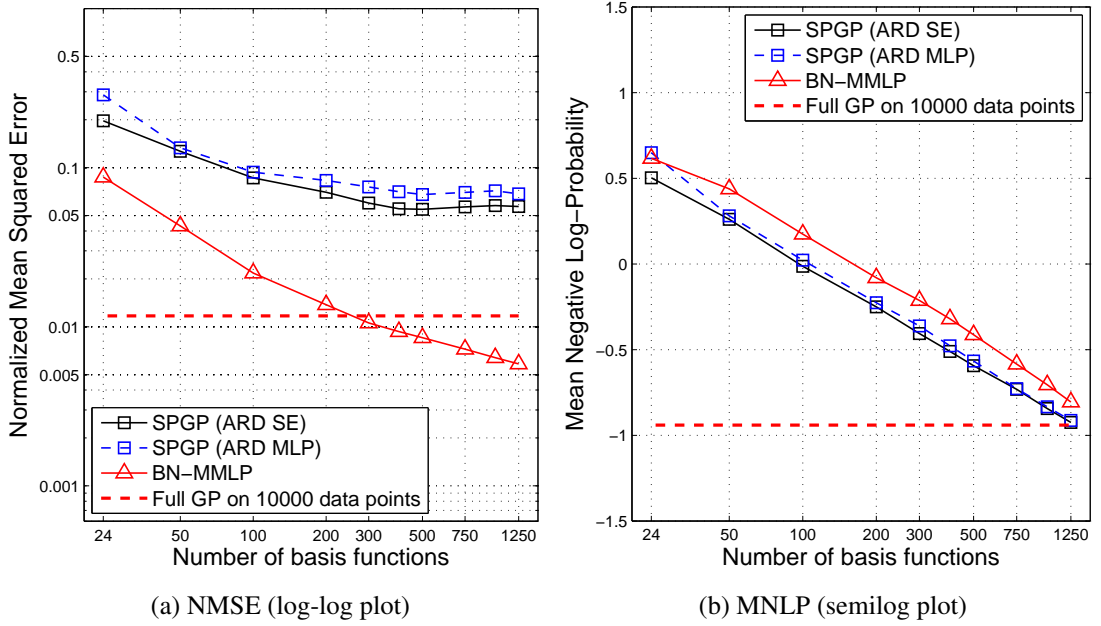 Normalized Mean Squared Error
0.5
0.1
0.05
0.01
0.005
0.001
SPGP (ARD SE)
SPGP (ARD MLP)
BN−MMLP
Full GP on 10000 data points
24 50 100 200 300 500 750 1250
Number of basis functions
(a) NMSE (log-log plot)
Mean Negative Log−Probability
1.5
1
0.5
0
−0.5
−1
−1.5
SPGP (ARD SE)
SPGP (ARD MLP)
BN−MMLP
Full GP on 10000 data points
24 50 100 200 300 500 750 1250
Number of basis functions
(b) MNLP (semilog plot)